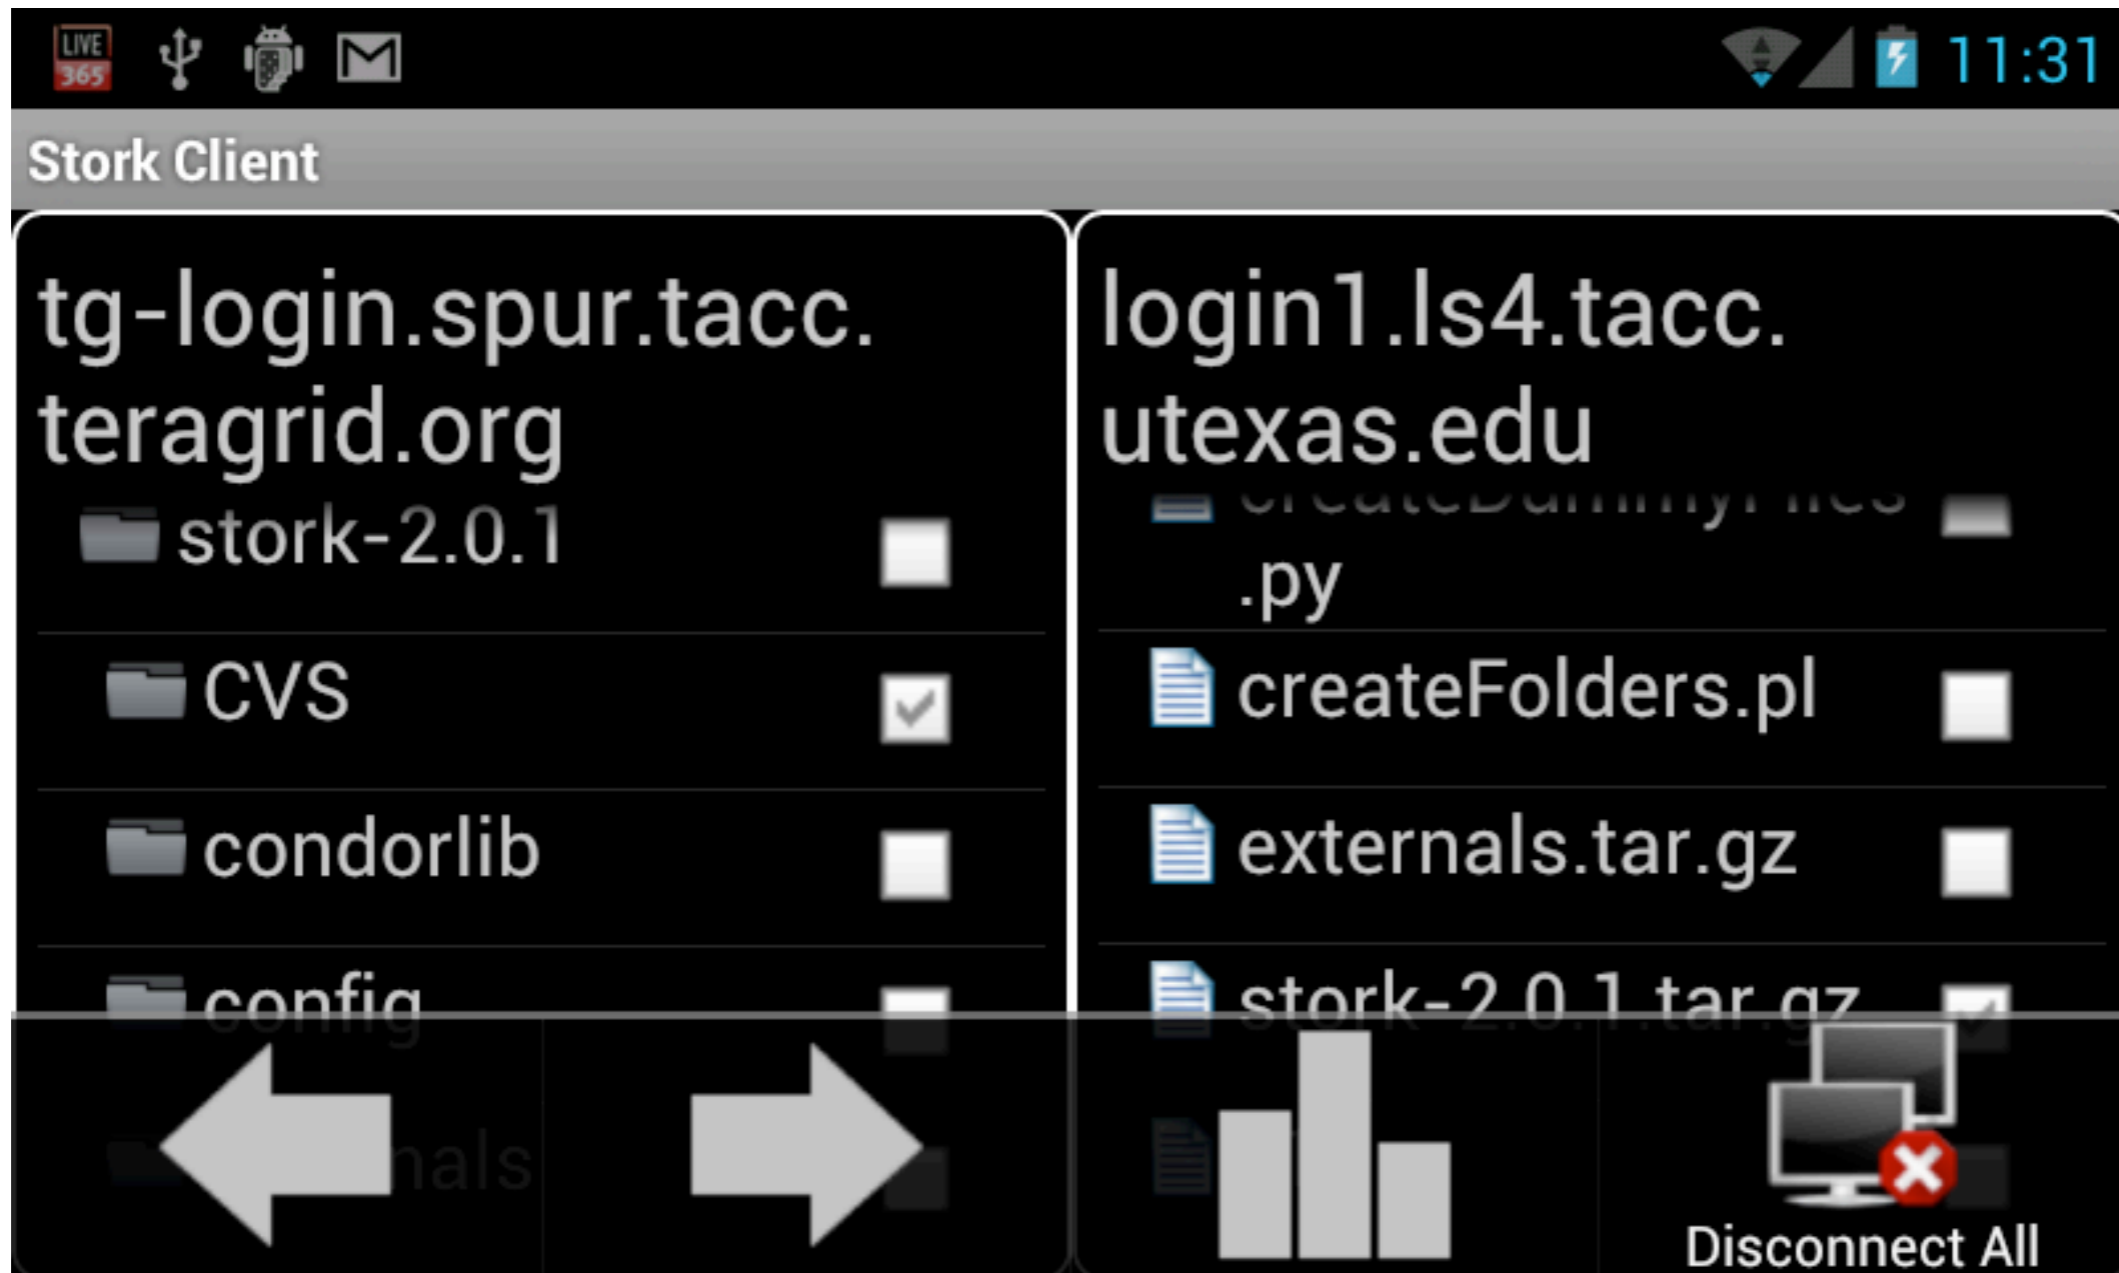 LIVE
365
11:31
Stork Client
tg-login.spur.tacc.
teragrid.org
stork-2.0.1
CVS
condorlib
config
login1.ls4.tacc.
utexas.edu
createDummyFiles
.py
createFolders.pl
externals.tar.gz
stork-2.0.1.tar.gz
Disconnect All